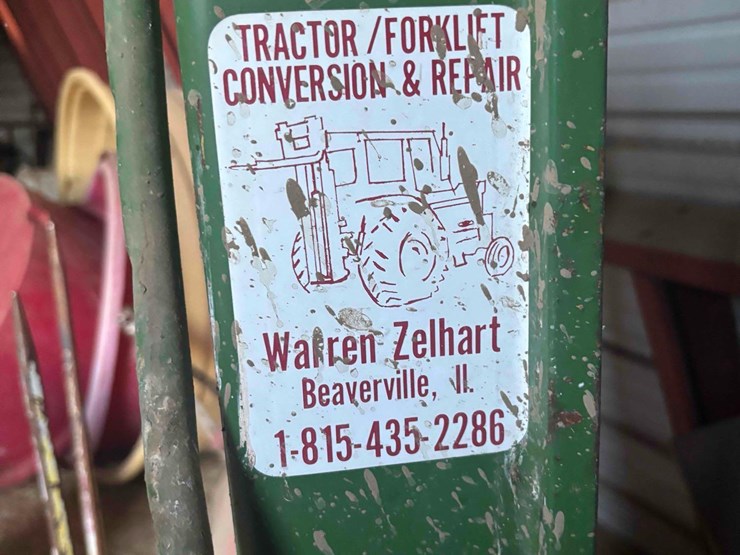 TRACTOR / FORKLIFT
CONVERSION & REPAIR
Warren Zelhart
Beaverville, Il.
1-815-435-2286